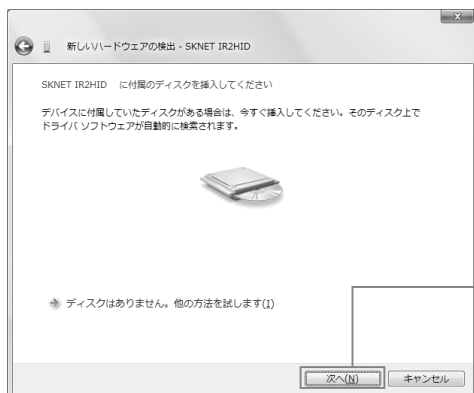 新しいハードウェアの検出 - SKNET IR2HID
SKNET IR2HID に付属のディスクを挿入してください
デバイスに付属していたディスクがある場合は、今すぐ挿入してください。そのディスク上で
ドライバ ソフトウェアが自動的に検索されます。
ディスクはありません。他の方法を試します(I)
次へ(N)
キャンセル